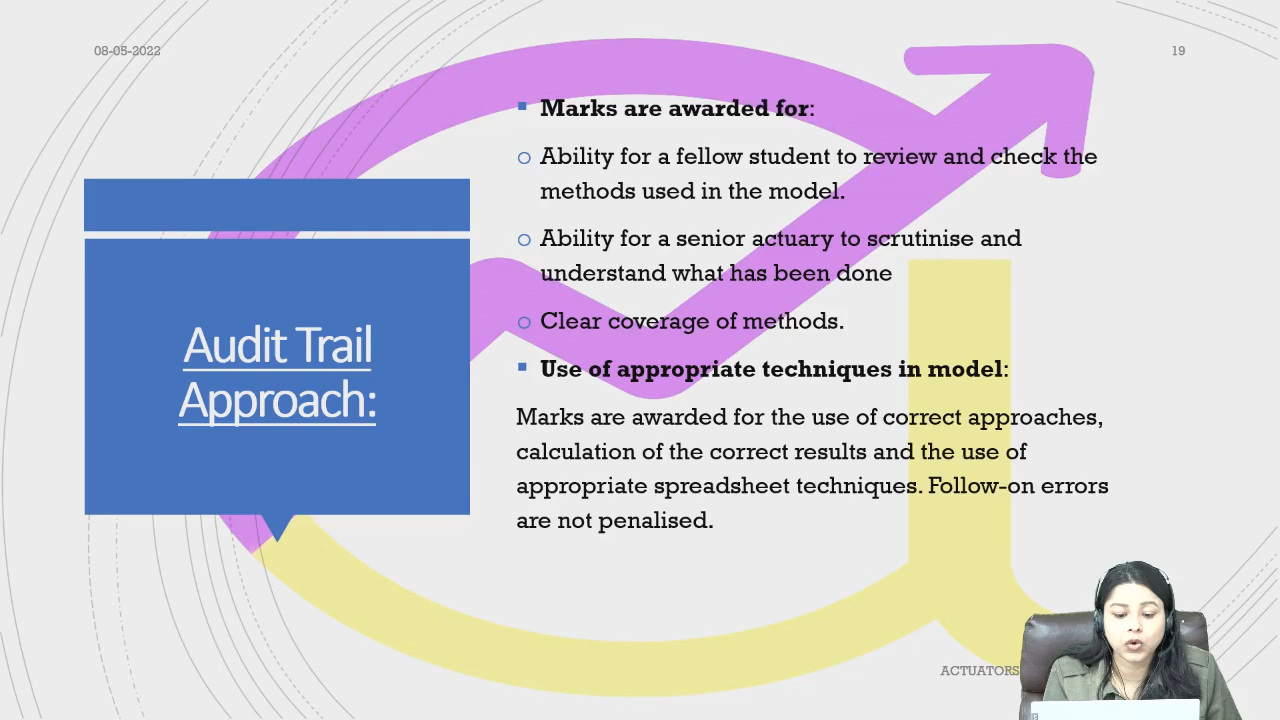 08-05-2022
19
Audit Trail
Approach:
Marks are awarded for:
Ability for a fellow student to review and check the
methods used in the model.
Ability for a senior actuary to scrutinise and
understand what has been done
Clear coverage of methods.
Use of appropriate techniques in model:
Marks are awarded for the use of correct approaches,
calculation of the correct results and the use of
appropriate spreadsheet techniques. Follow-on errors
are not penalised.
ACTUATORS